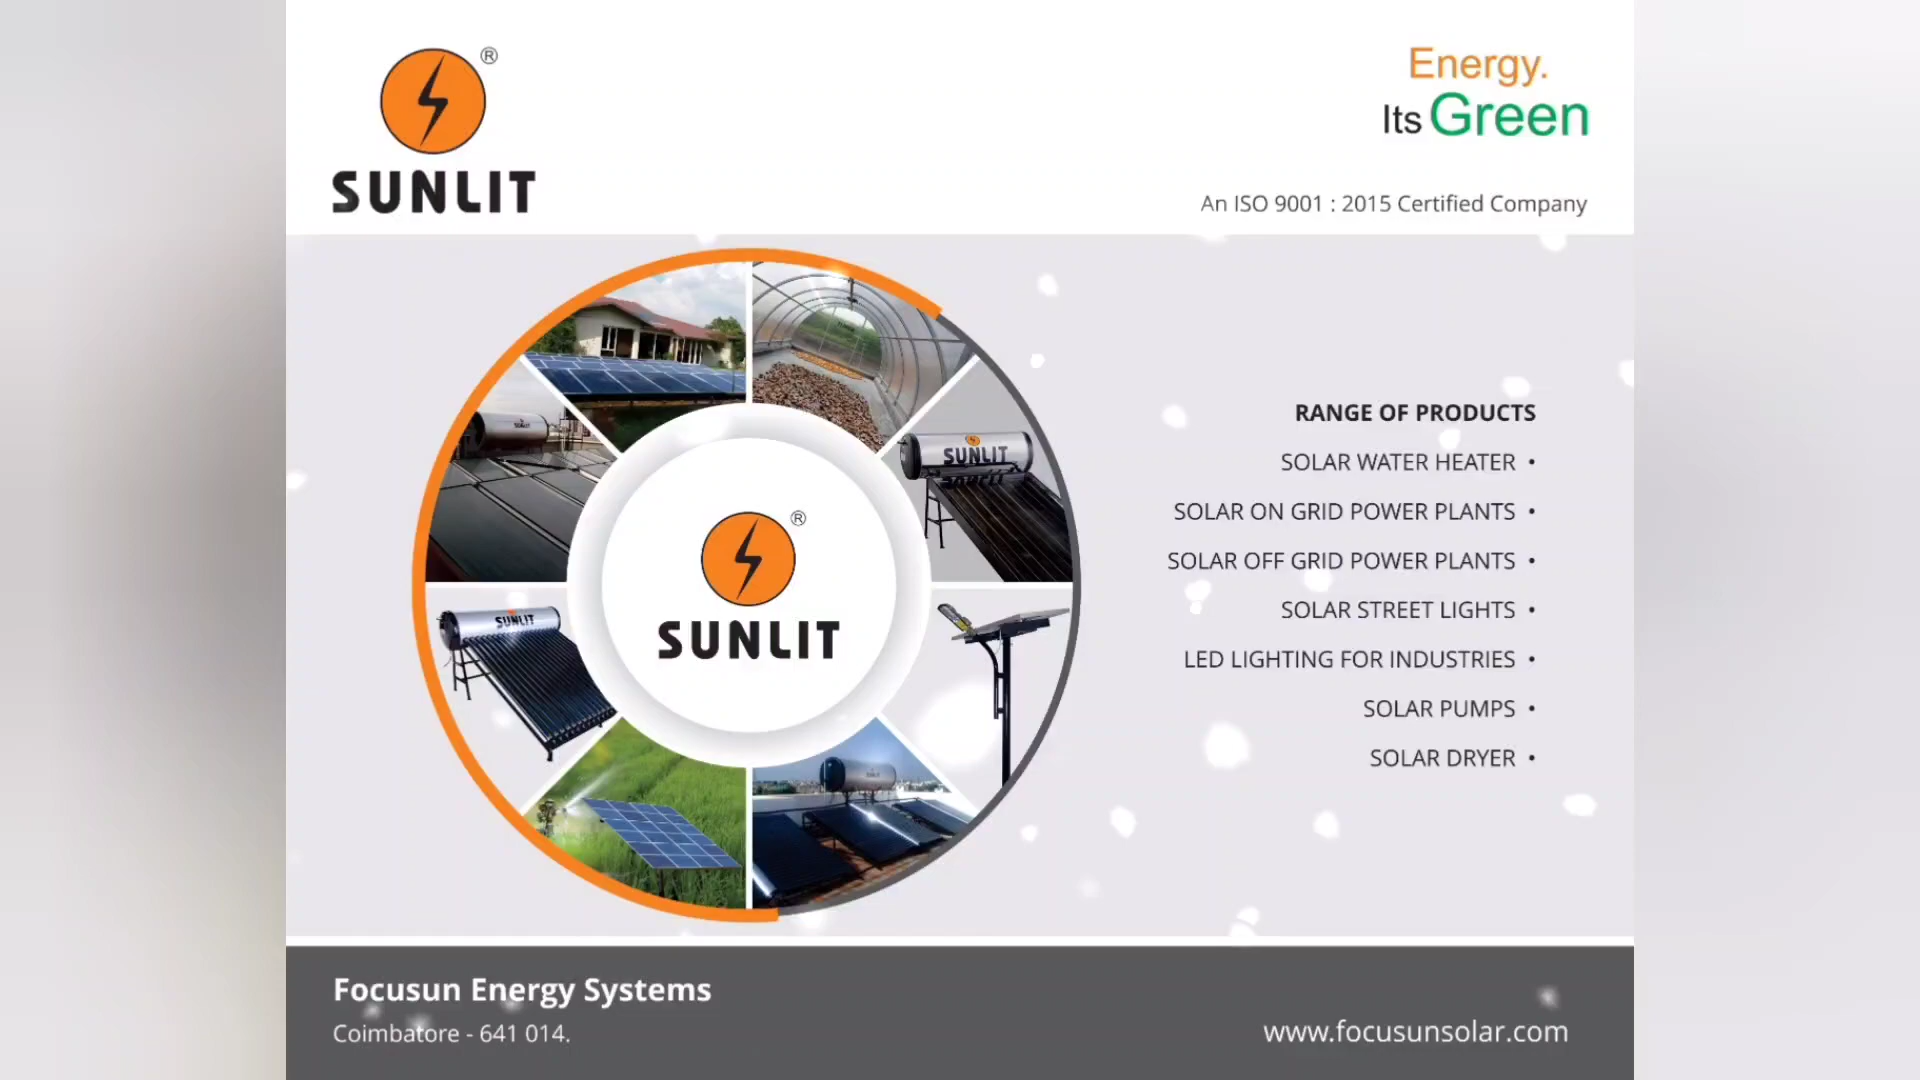 ®
SUNLIT
Energy.
Its Green
An ISO 9001 : 2015 Certified Company
SUNLIT
SUNLIT
SUNLIT
®
SUNLIT
RANGE OF PRODUCTS
SOLAR WATER HEATER •
SOLAR ON GRID POWER PLANTS •
SOLAR OFF GRID POWER PLANTS •
SOLAR STREET LIGHTS •
LED LIGHTING FOR INDUSTRIES •
SOLAR PUMPS •
SOLAR DRYER •
Focusun Energy Systems
Coimbatore - 641 014.
www.focusunsolar.com